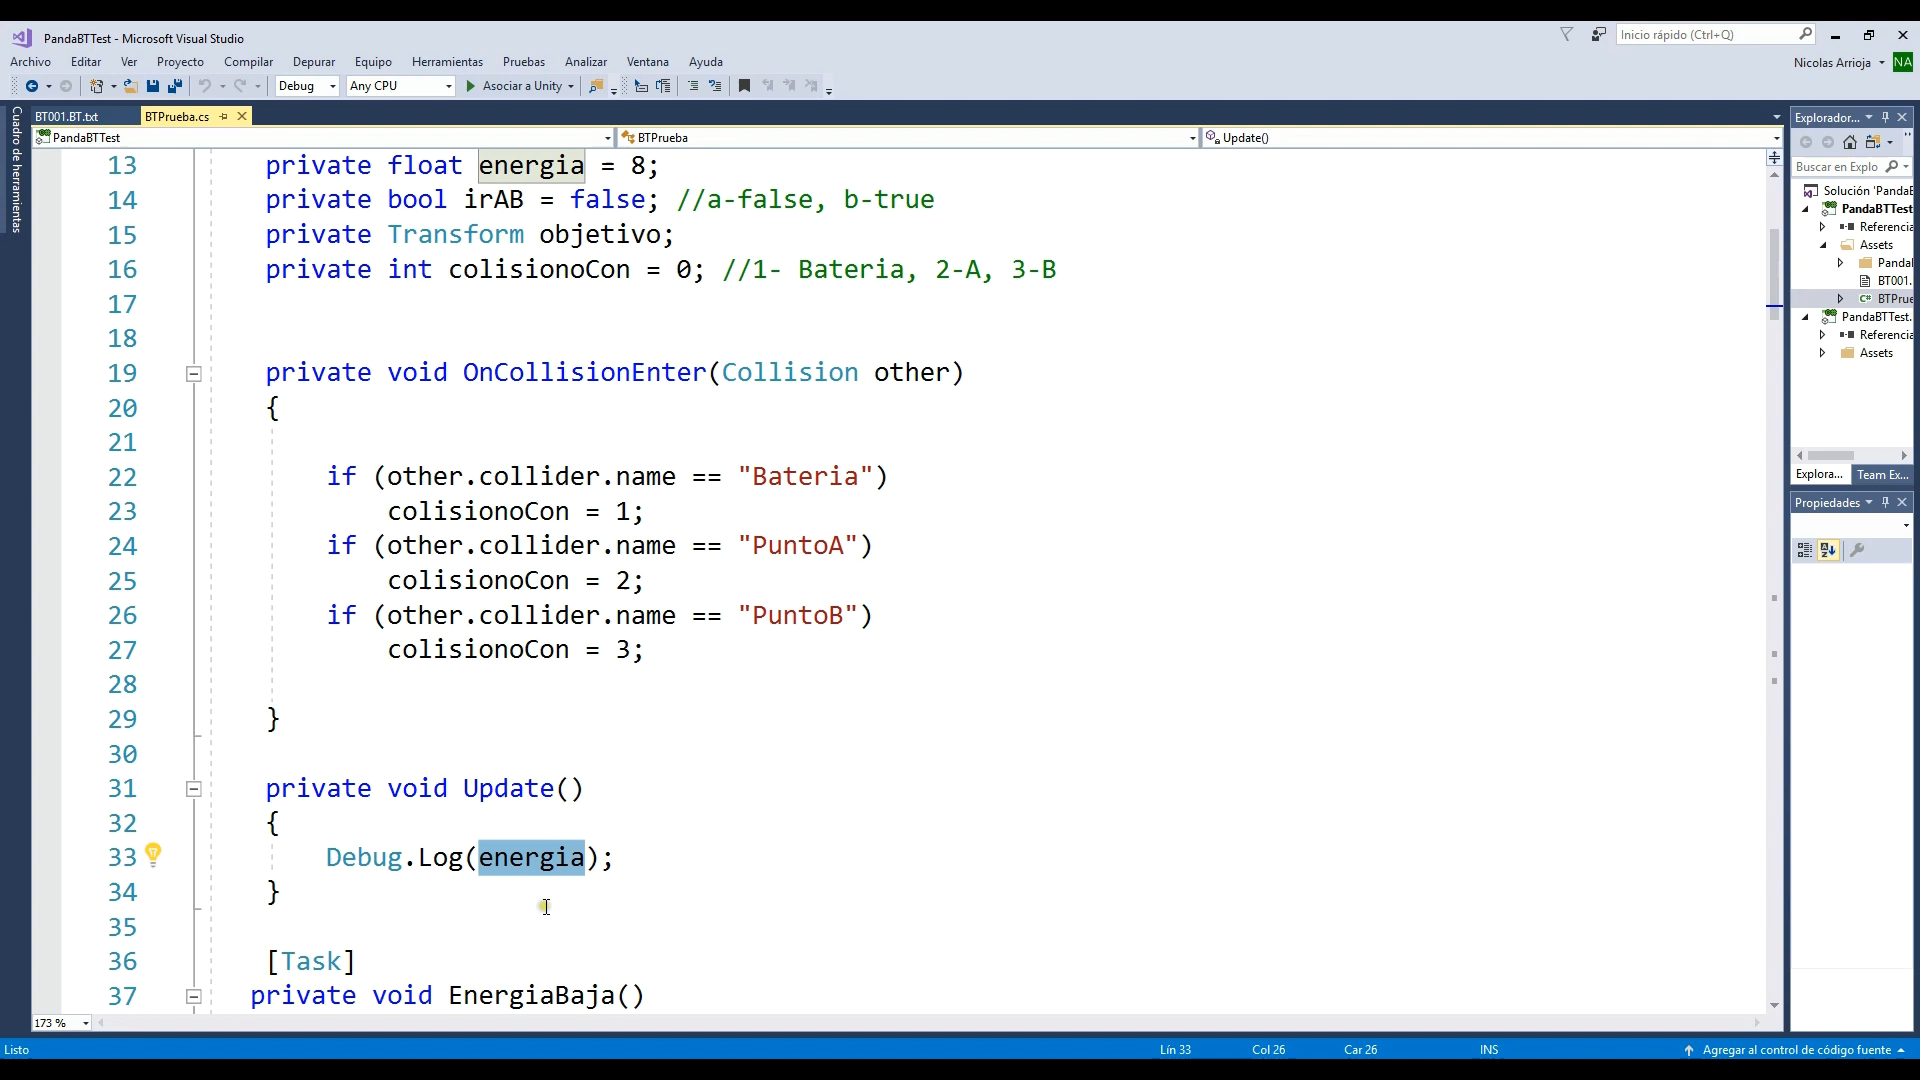 PandaBTTest - Microsoft Visual Studio
Inicio rápido (Ctrl+Q)
Archivo Editar Ver Proyecto Compilar Depurar Equipo Herramientas Pruebas Analizar Ventana Ayuda
Nicolas Arrioja NA
Debug Any CPU Asociar a Unity
Cuadro de herramientas
BT001.BT.txt BTPrueba.cs
PandaBTTest BTPrueba Update()
13 private float energia = 8;
14 private bool irAB = false; //a-false, b-true
15 private Transform objetivo;
16 private int colisionoCon = 0; //1- Bateria, 2-A, 3-B
17
18
19 private void OnCollisionEnter(Collision other)
20 {
21
22 if (other.collider.name == "Bateria")
23 colisionoCon = 1;
24 if (other.collider.name == "PuntoA")
25 colisionoCon = 2;
26 if (other.collider.name == "PuntoB")
27 colisionoCon = 3;
28
29 }
30
31 private void Update()
32 {
33 Debug.Log(energia);
34 }
35
36 [Task]
37 private void EnergiaBaja()
173 %
Explorador...
Buscar en Explo
Solución 'PandaB
PandaBTTest
Referencia
Assets
Panda
BT001.
BTPrue
PandaBTTest.
Referencia
Assets
Explora... Team Ex...
Propiedades
Listo Lín 33 Col 26 Car 26 INS Agregar al control de código fuente